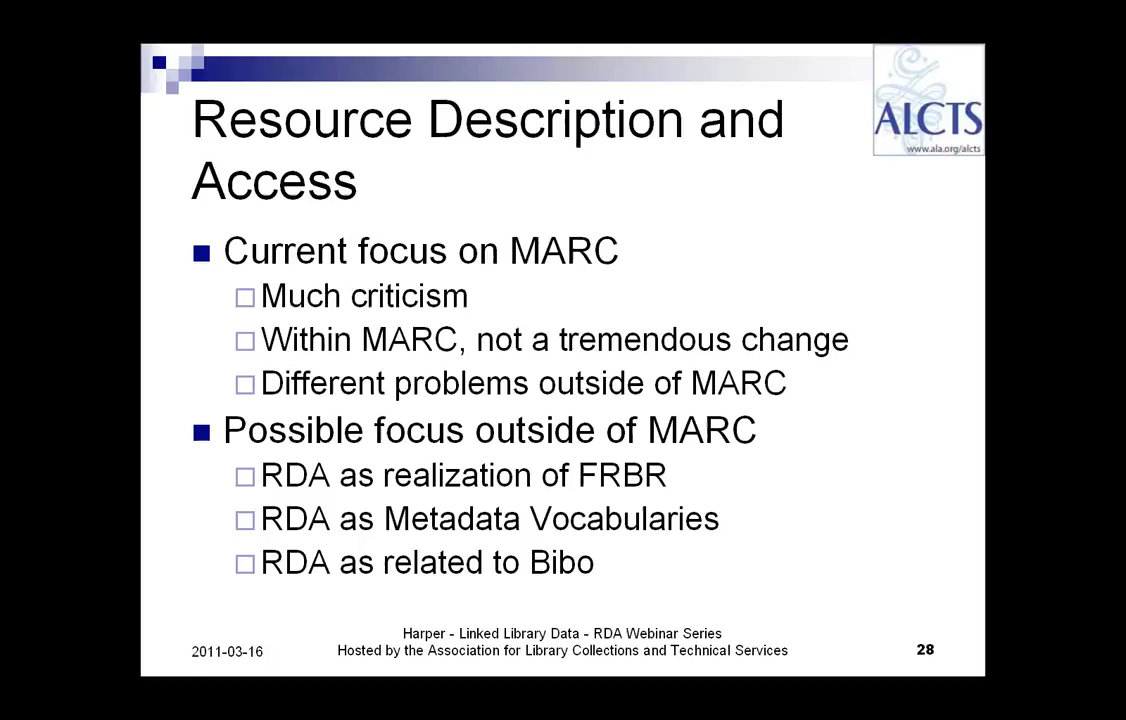 ALCTS
www.ala.org/alcts
Resource Description and
Access
Current focus on MARC
Much criticism
Within MARC, not a tremendous change
Different problems outside of MARC
Possible focus outside of MARC
RDA as realization of FRBR
RDA as Metadata Vocabularies
RDA as related to Bibo
Harper - Linked Library Data - RDA Webinar Series
2011-03-16
Hosted by the Association for Library Collections and Technical Services
28